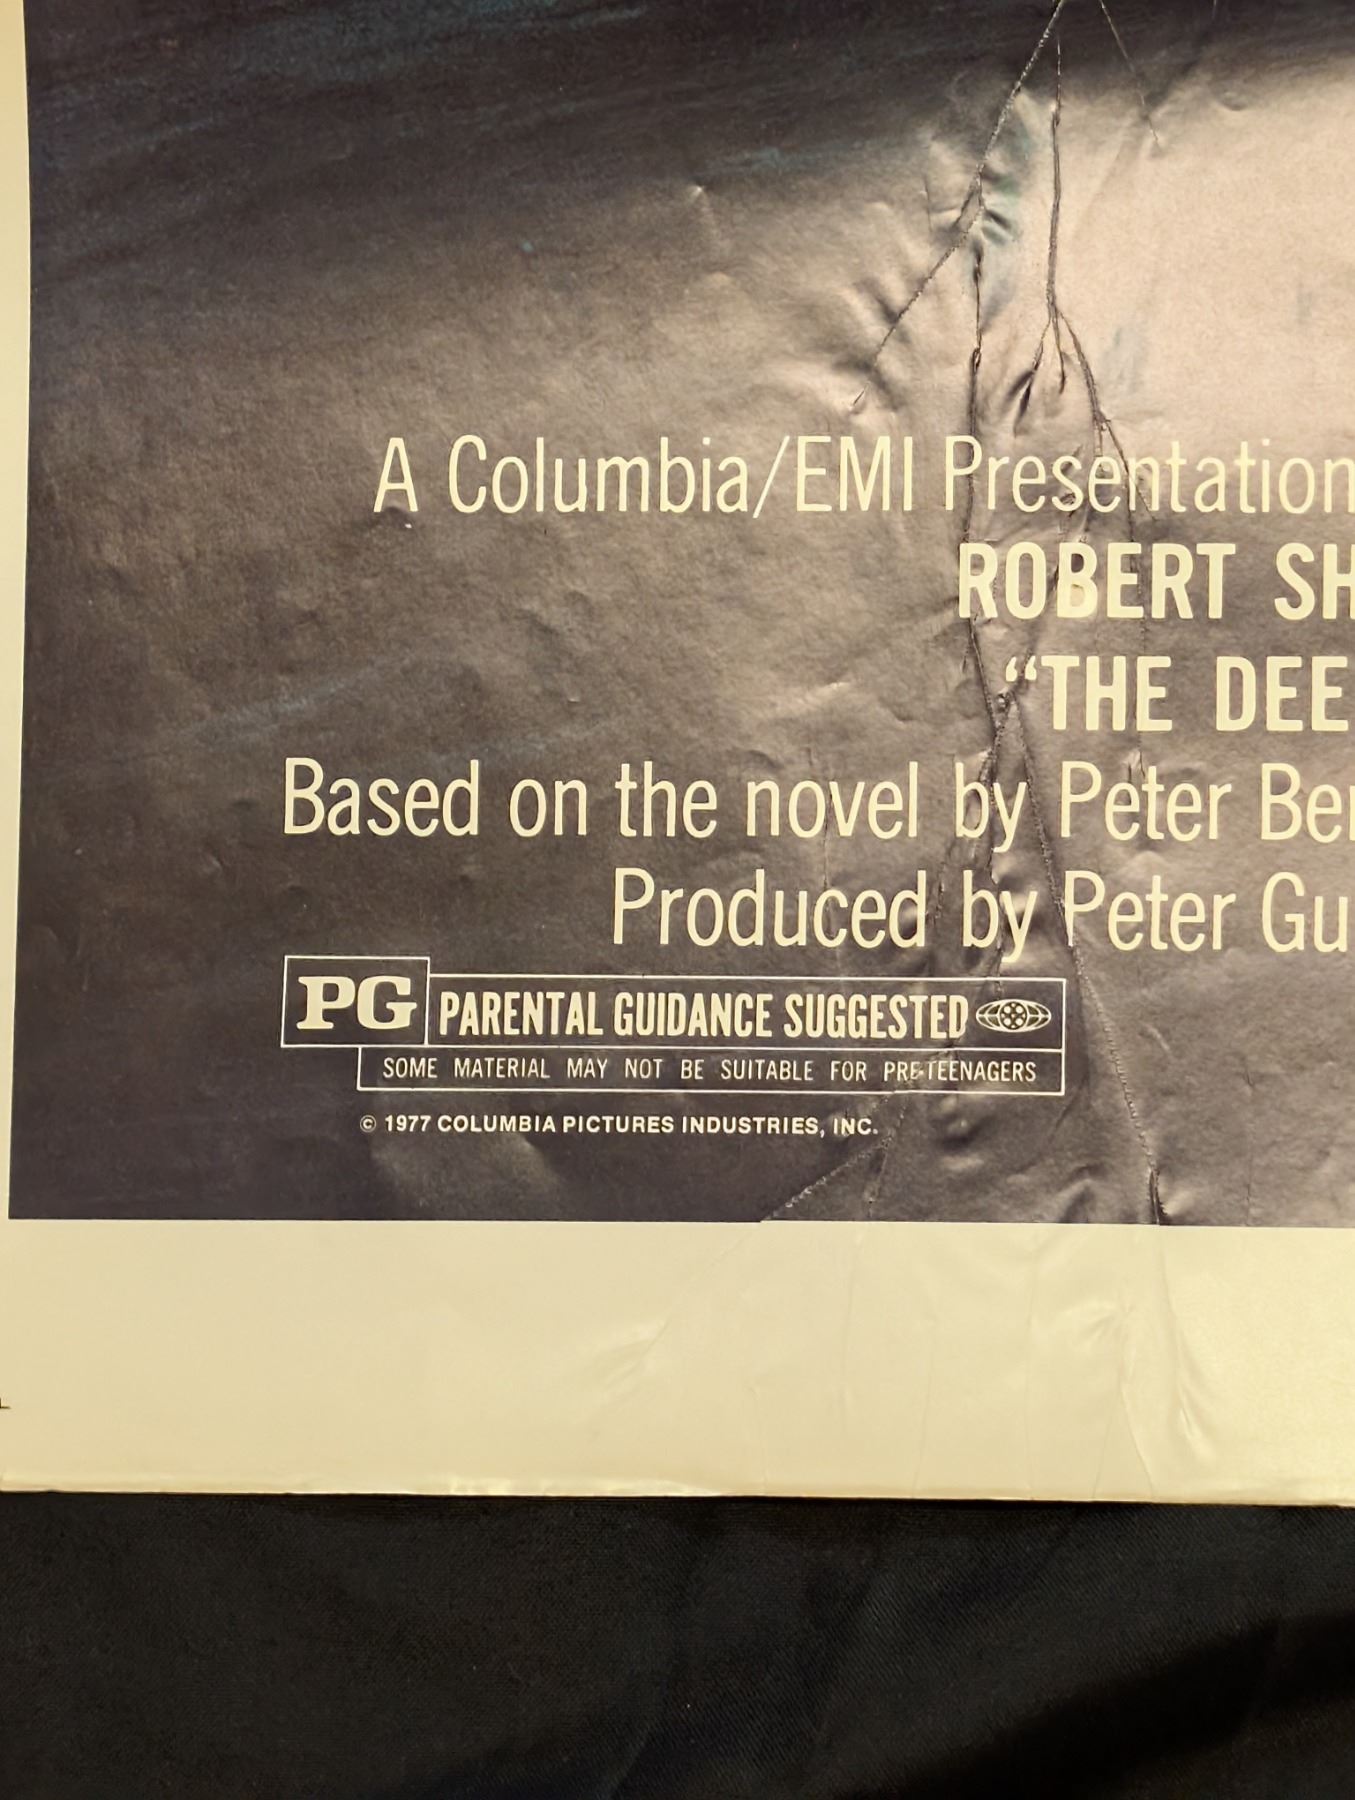 A Columbia/EMI Presentation
ROBERT SH
“THE DEE
Based on the novel by Peter Be
Produced by Peter Gu
PG PARENTAL GUIDANCE SUGGESTED
SOME MATERIAL MAY NOT BE SUITABLE FOR PRE-TEENAGERS
© 1977 COLUMBIA PICTURES INDUSTRIES, INC.